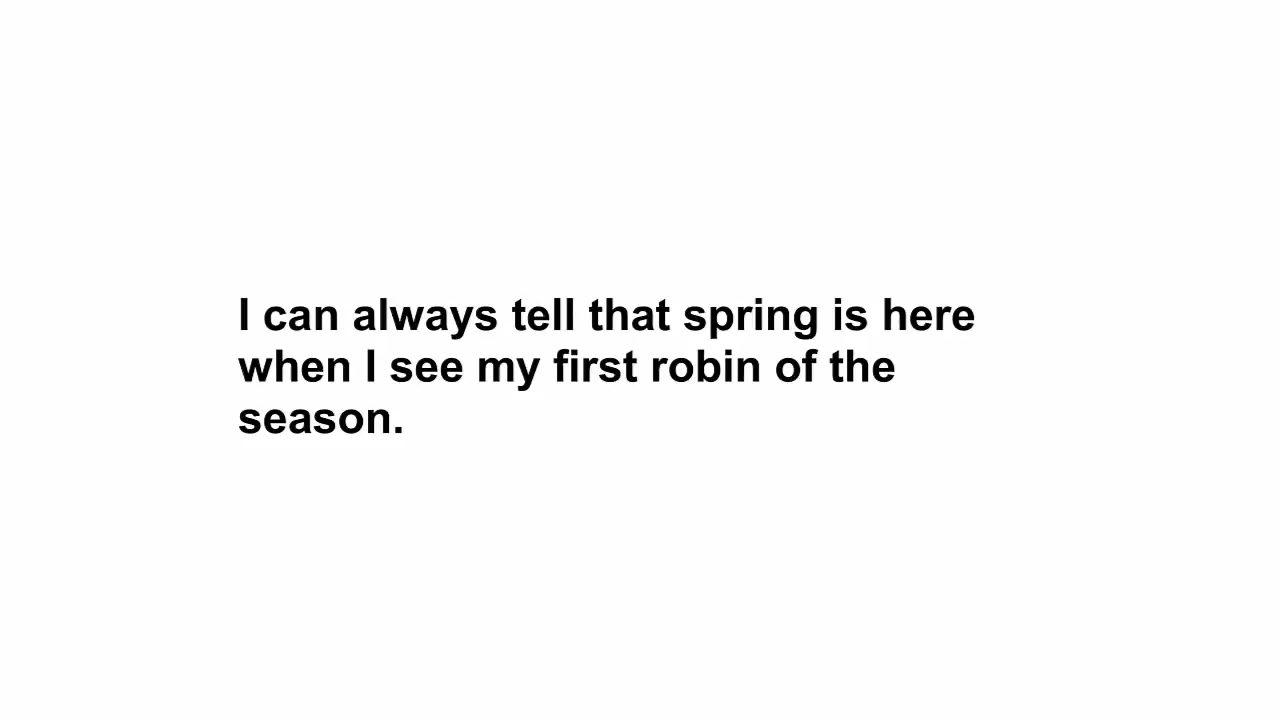 I can always tell that spring is here
when I see my first robin of the
season.